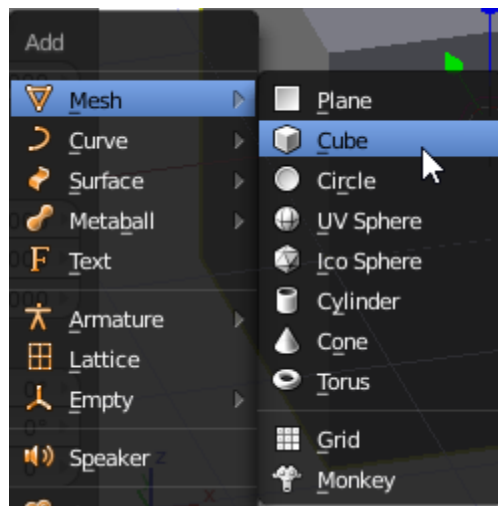 Add
Mesh
Curve
Surface
Metaball
Text
Armature
Lattice
Empty
Speaker
Plane
Cube
Circle
UV Sphere
Ico Sphere
Cylinder
Cone
Torus
Grid
Monkey
z
x